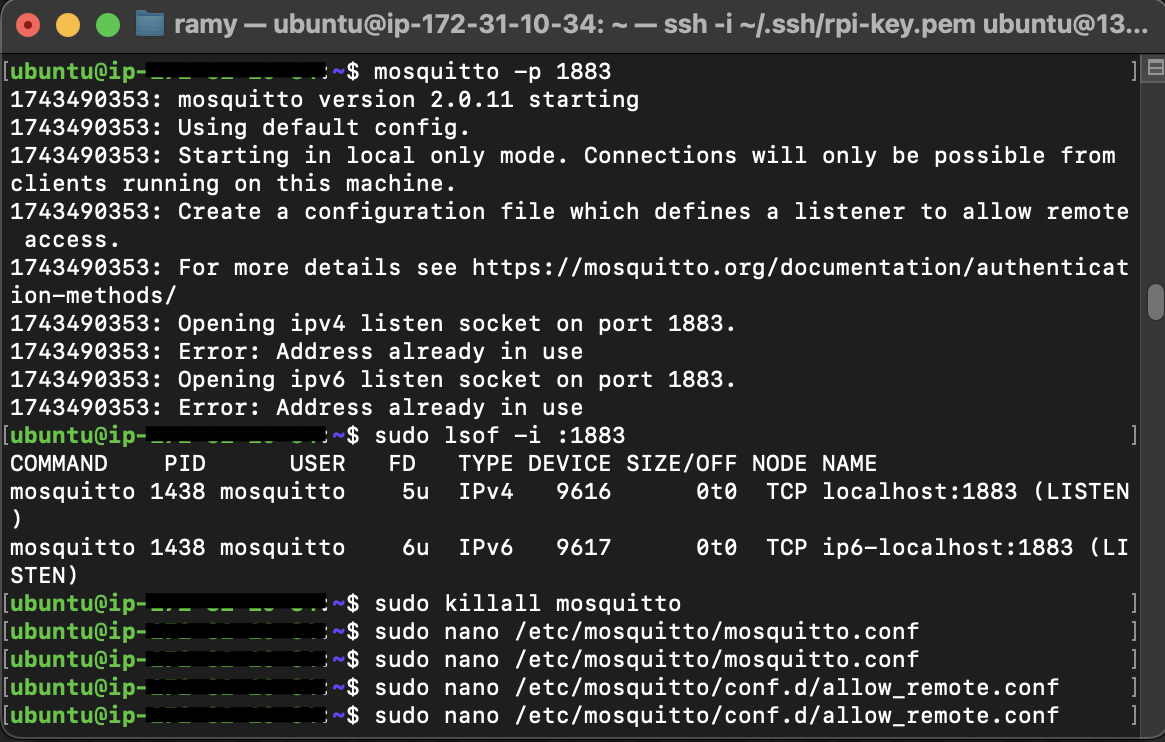 ramy — ubuntu@ip-172-31-10-34: ~ — ssh -i ~/.ssh/rpi-key.pem ubuntu@13...
[ubuntu@ip- :~$ mosquitto -p 1883 ]
1743490353: mosquitto version 2.0.11 starting
1743490353: Using default config.
1743490353: Starting in local only mode. Connections will only be possible from
clients running on this machine.
1743490353: Create a configuration file which defines a listener to allow remote
 access.
1743490353: For more details see https://mosquitto.org/documentation/authenticat
ion-methods/
1743490353: Opening ipv4 listen socket on port 1883.
1743490353: Error: Address already in use
1743490353: Opening ipv6 listen socket on port 1883.
1743490353: Error: Address already in use
[ubuntu@ip- :~$ sudo lsof -i :1883 ]
COMMAND    PID      USER   FD   TYPE DEVICE SIZE/OFF NODE NAME
mosquitto 1438 mosquitto    5u  IPv4   9616      0t0  TCP localhost:1883 (LISTEN
)
mosquitto 1438 mosquitto    6u  IPv6   9617      0t0  TCP ip6-localhost:1883 (LI
STEN)
[ubuntu@ip- :~$ sudo killall mosquitto ]
[ubuntu@ip- :~$ sudo nano /etc/mosquitto/mosquitto.conf ]
[ubuntu@ip- :~$ sudo nano /etc/mosquitto/mosquitto.conf ]
[ubuntu@ip- :~$ sudo nano /etc/mosquitto/conf.d/allow_remote.conf ]
[ubuntu@ip- :~$ sudo nano /etc/mosquitto/conf.d/allow_remote.conf ]